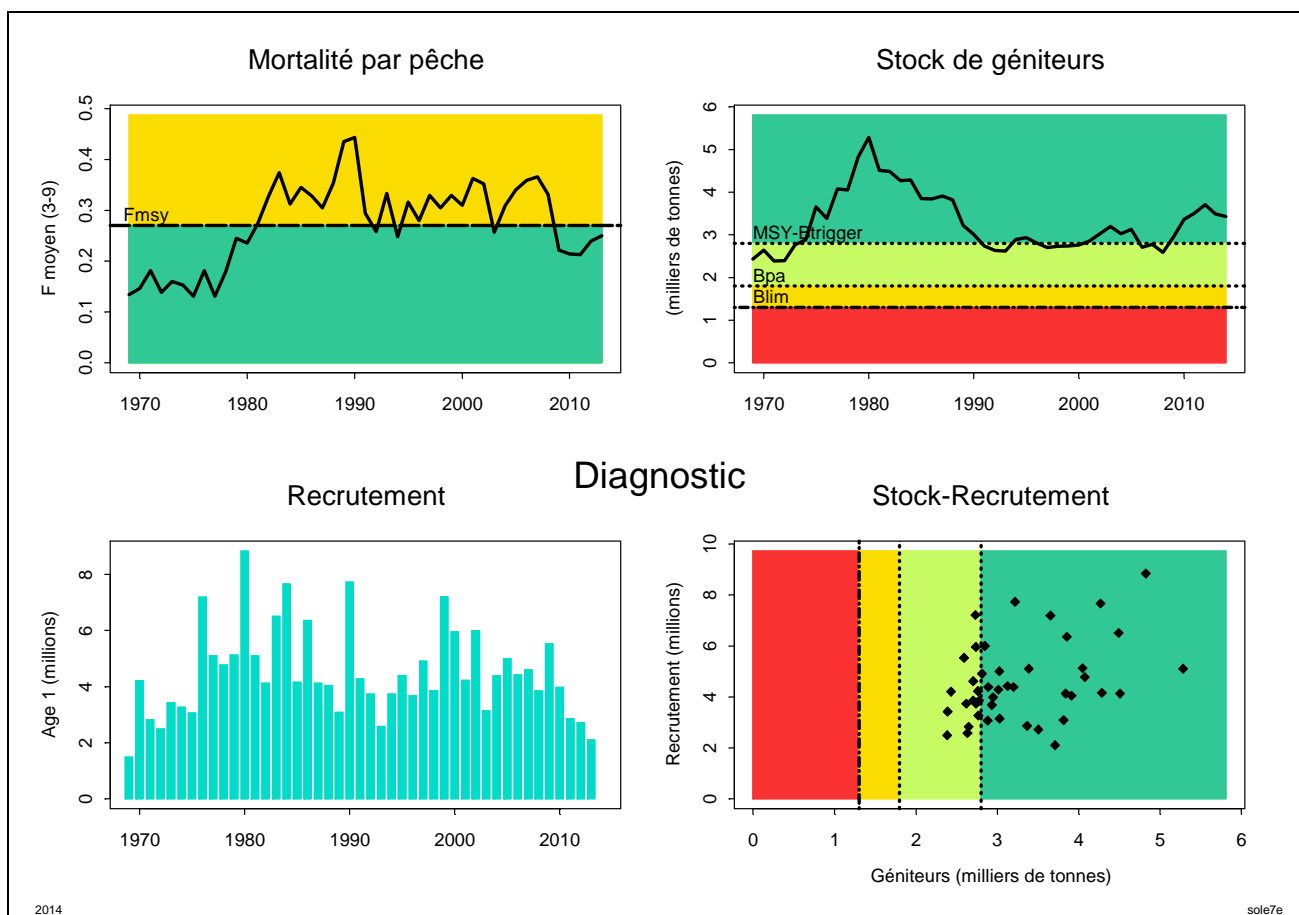 Mortalité par pêche
F moyen (3-9)
0.0 0.1 0.2 0.3 0.4 0.5
Fmsy
1970 1980 1990 2000 2010
Stock de géniteurs
(milliers de tonnes)
0 1 2 3 4 5 6
MSY-Btrigger
Bpa
Blim
1970 1980 1990 2000 2010
Diagnostic
Recrutement
Age 1 (millions)
0 2 4 6 8
1970 1980 1990 2000 2010
Stock-Recrutement
Recrutement (millions)
0 2 4 6 8 10
0 1 2 3 4 5 6
Géniteurs (milliers de tonnes)
2014
sole7e